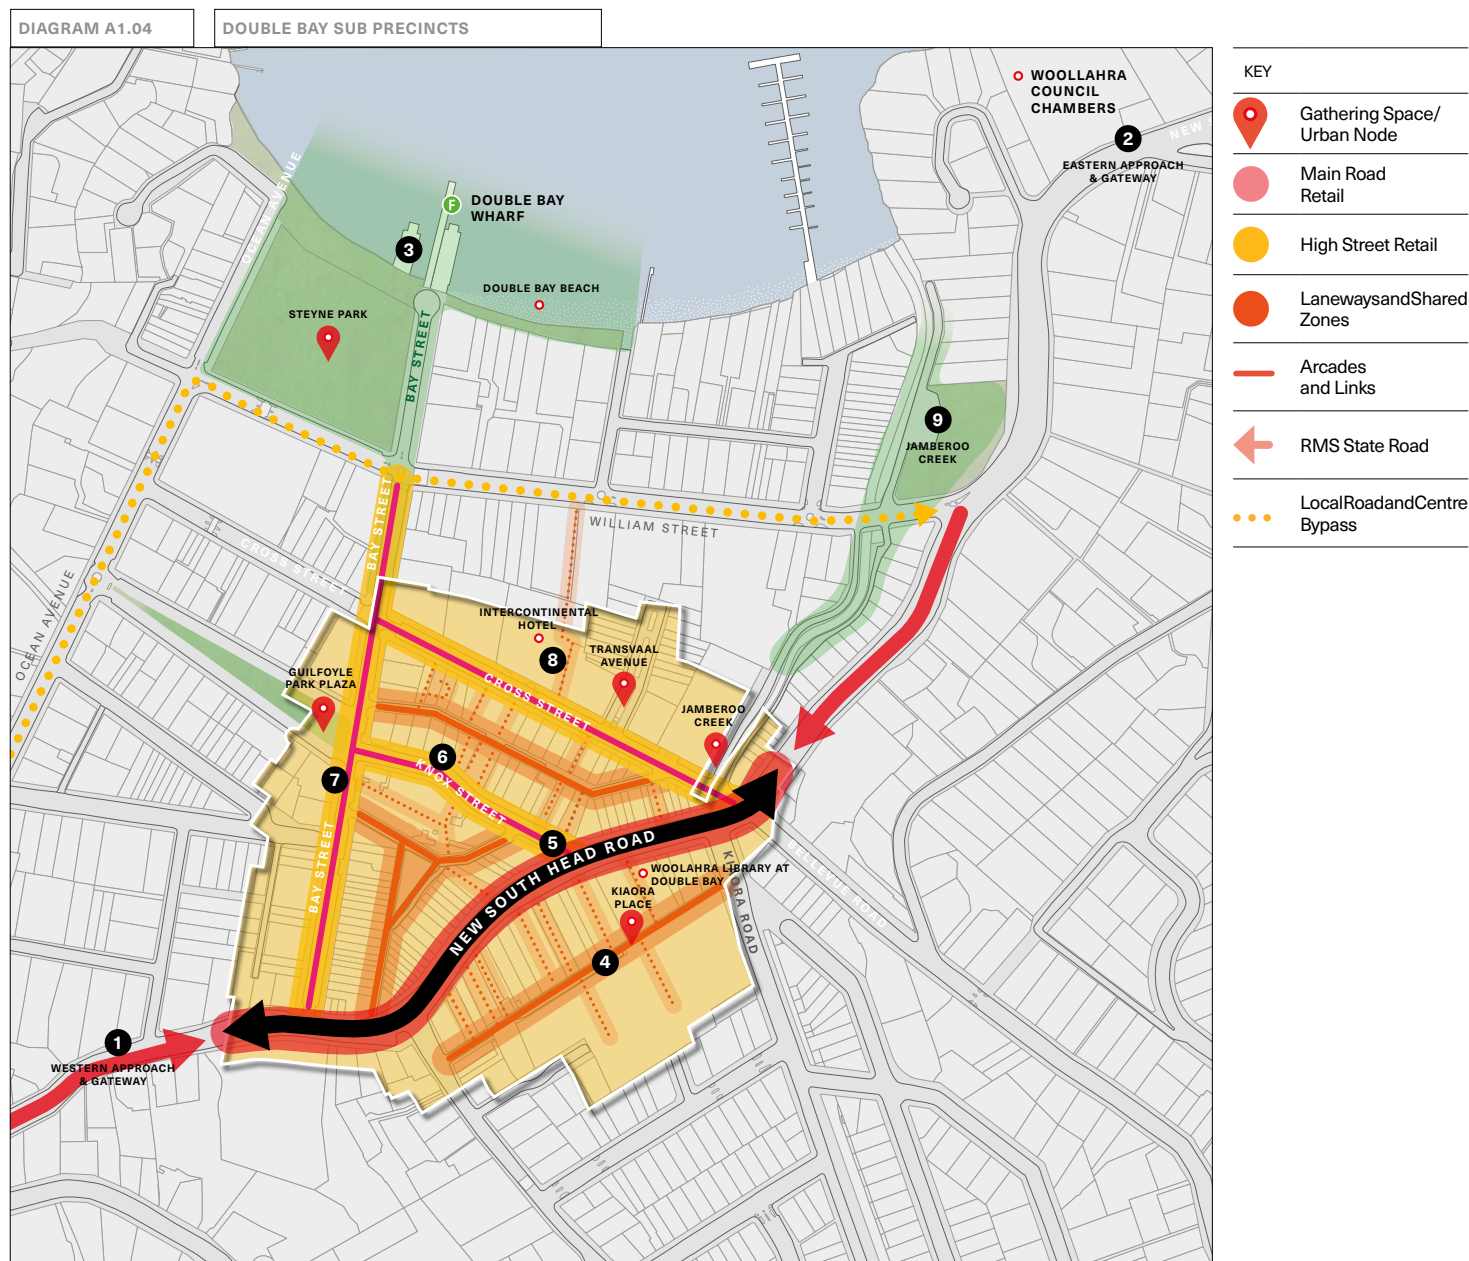 DIAGRAM A1.04
DOUBLE BAY SUB PRECINCTS
KEY
Gathering Space/
Urban Node
Main Road
Retail
High Street Retail
LanewaysandShared
Zones
Arcades
and Links
RMS State Road
LocalRoadandCentre
Bypass
WOOLLAHRA
COUNCIL
CHAMBERS
2
NEW
EASTERN APPROACH
& GATEWAY
OCEAN AVENUE
F
DOUBLE BAY
WHARF
3
DOUBLE BAY BEACH
STEYNE PARK
BAY STREET
9
JAMBEROO
CREEK
BAY STREET
WILLIAM STREET
CROSS STREET
OCEAN AVENUE
INTERCONTINENTAL
HOTEL
8
TRANSVAAL
AVENUE
GUILFOYLE
PARK PLAZA
CROSS STREET
JAMBEROO
CREEK
6
7
KNOX STREET
5
NEW SOUTH HEAD ROAD
BAY STREET
WOOLAHRA LIBRARY AT
DOUBLE BAY
KIAORA
PLACE
KIAORA ROAD
BELLEVUE ROAD
4
1
WESTERN APPROACH
& GATEWAY